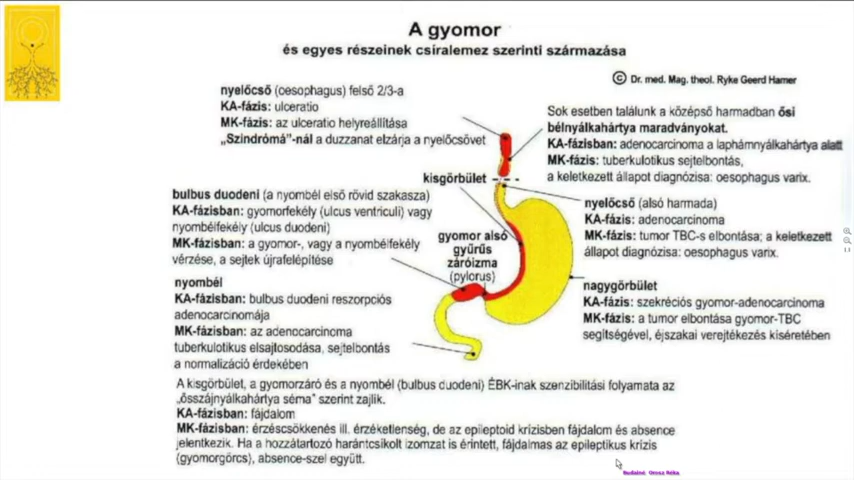 A gyomor
és egyes részeinek csíralemez szerinti származása
© Dr. med. Mag. theol. Ryke Geerd Hamer
nyelőcső (oesophagus) felső 2/3-a
KA-fázis: ulceratio
MK-fázis: az ulceratio helyreállítása
„Szindrómá"-nál a duzzanat elzárja a nyelőcsövet
Sok esetben találunk a középső harmadban ősi
bélnyálkahártya maradványokat.
KA-fázisban: adenocarcinoma a laphámnyálkahártya alatt
MK-fázis: tuberkulotikus sejtelbontás,
a keletkezett állapot diagnózisa: oesophagus varix.
kisgörbület
bulbus duodeni (a nyombél első rövid szakasza)
KA-fázisban: gyomorfekély (ulcus ventriculi) vagy
nyombélfekély (ulcus duodeni)
MK-fázisban: a gyomor-, vagy a nyombélfekély
vérzése, a sejtek újrafelépítése
nyelőcső (alsó harmada)
KA-fázis: adenocarcinoma
MK-fázis: tumor TBC-s elbontása; a keletkezett
állapot diagnózisa: oesophagus varix.
gyomor alsó
gyűrűs
záróizma
(pylorus)
nyombél
KA-fázisban: bulbus duodeni reszorpciós
adenocarcinomája
MK-fázisban: az adenocarcinoma
tuberkulotikus elsajtosodása, sejtelbontás
a normalizáció érdekében
nagygörbület
KA-fázis: szekréciós gyomor-adenocarcinoma
MK-fázis: a tumor elbontása gyomor-TBC
segítségével, éjszakai verejtékezés kíséretében
A kisgörbület, a gyomorzáró és a nyombél (bulbus duodeni) ÉBK-inak szenzibilitási folyamata az
„ősszájnyálkahártya séma" szerint zajlik.
KA-fázisban: fájdalom
MK-fázisban: érzéscsökkenés ill. érzéketlenség, de az epileptoid krízisben fájdalom és absence
jelentkezik. Ha a hozzátartozó harántcsíkolt izomzat is érintett, fájdalmas az epileptikus krízis
(gyomorgörcs), absence-szel együtt.
Budainé. Orosz Réka.